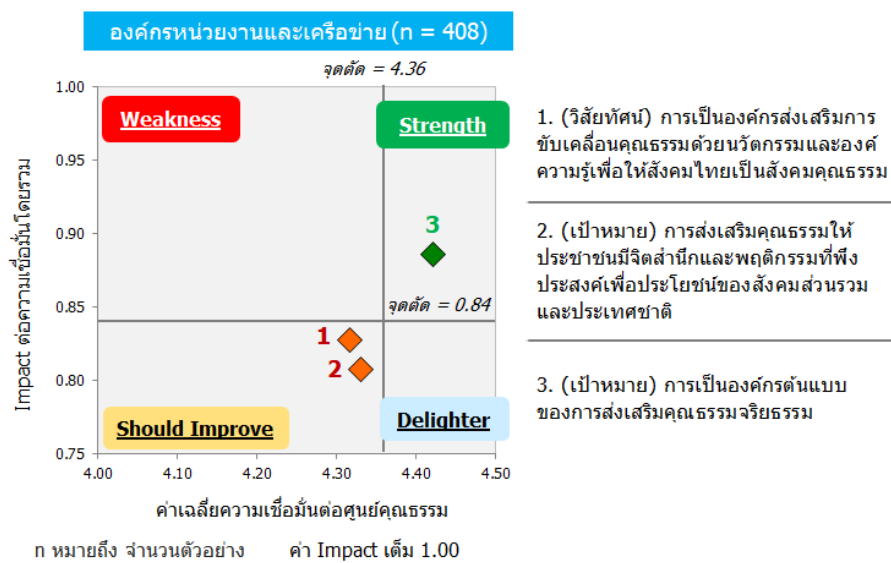 องค์กรหน่วยงานและเครือข่าย (n = 408)
จุดตัด = 4.36
1.00
0.95
0.90
0.85
0.80
0.75
Impact ต่อความเชื่อมั่นโดยรวม
Weakness
Strength
3
จุดตัด = 0.84
1
2
Should Improve
Delighter
4.00 4.10 4.20 4.30 4.40 4.50
ค่าเฉลี่ยความเชื่อมั่นต่อศูนย์คุณธรรม
n หมายถึง จำนวนตัวอย่าง ค่า Impact เต็ม 1.00
1. (วิสัยทัศน์) การเป็นองค์กรส่งเสริมการ
ขับเคลื่อนคุณธรรมด้วยนวัตกรรมและองค์
ความรู้เพื่อให้สังคมไทยเป็นสังคมคุณธรรม
2. (เป้าหมาย) การส่งเสริมคุณธรรมให้
ประชาชนมีจิตสำนึกและพฤติกรรมที่พึง
ประสงค์เพื่อประโยชน์ของสังคมส่วนรวม
และประเทศชาติ
3. (เป้าหมาย) การเป็นองค์กรต้นแบบ
ของการส่งเสริมคุณธรรมจริยธรรม